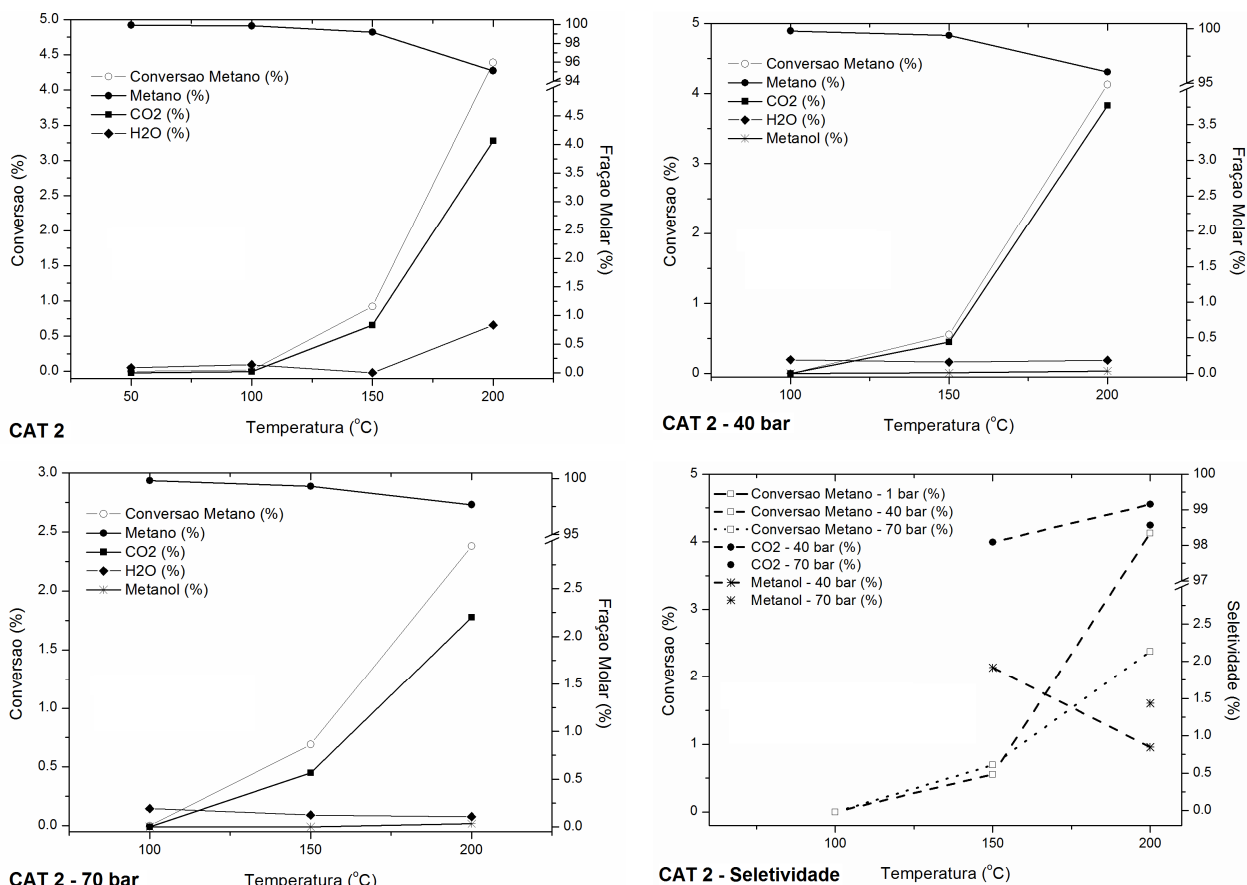 5.0
4.5
4.0
3.5
3.0
2.5
2.0
1.5
1.0
0.5
0.0
Conversao (%)
Conversao Metano (%)
Metano (%)
CO2 (%)
H2O (%)
100
98
96
94
4.5
4.0
3.5
3.0
2.5
2.0
1.5
1.0
0.5
0.0
Fraçao Molar (%)
50
100
150
200
CAT 2
Temperatura (°C)
5
4
3
2
1
0
Conversao (%)
Conversao Metano (%)
Metano (%)
CO2 (%)
H2O (%)
Metanol (%)
100
95
3.5
3.0
2.5
2.0
1.5
1.0
0.5
0.0
Fraçao Molar (%)
100
150
200
CAT 2 - 40 bar
Temperatura (°C)
3.0
2.5
2.0
1.5
1.0
0.5
0.0
Conversao (%)
Conversao Metano (%)
Metano (%)
CO2 (%)
H2O (%)
Metanol (%)
100
95
2.5
2.0
1.5
1.0
0.5
0.0
Fraçao Molar (%)
100
150
200
CAT 2 - 70 bar
Temperatura (°C)
5
4
3
2
1
0
Conversao (%)
Conversao Metano - 1 bar (%)
Conversao Metano - 40 bar (%)
Conversao Metano - 70 bar (%)
CO2 - 40 bar (%)
CO2 - 70 bar (%)
Metanol - 40 bar (%)
Metanol - 70 bar (%)
100
99
98
97
2.5
2.0
1.5
1.0
0.5
0.0
Seletividade (%)
100
150
200
CAT 2 - Seletividade
Temperatura (°C)